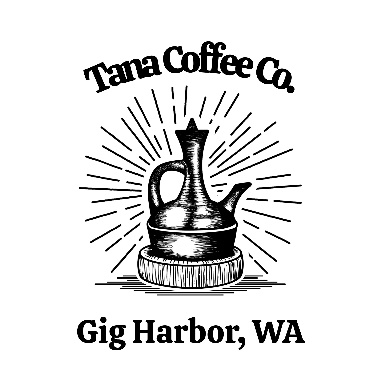 Tana Coffee Co.
Gig Harbor, WA